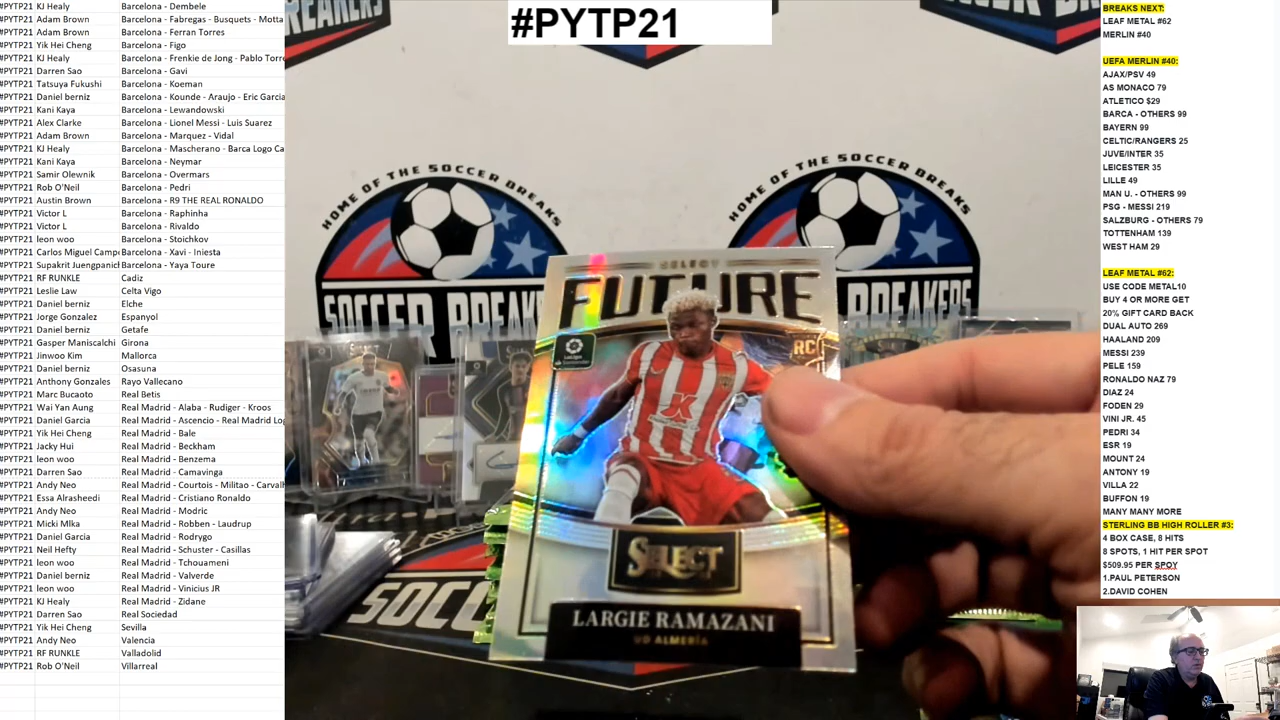 #PYTP21
#PYTP21 KJ Healy Barcelona - Dembele
#PYTP21 Adam Brown Barcelona - Fabregas - Busquets - Motta
#PYTP21 Adam Brown Barcelona - Ferran Torres
#PYTP21 Yik Hei Cheng Barcelona - Figo
#PYTP21 KJ Healy Barcelona - Frenkie de Jong - Pablo Torre
#PYTP21 Darren Sao Barcelona - Gavi
#PYTP21 Tatsuya Fukushi Barcelona - Koeman
#PYTP21 Daniel berniz Barcelona - Kounde - Araujo - Eric Garcia
#PYTP21 Kani Kaya Barcelona - Lewandowski
#PYTP21 Alex Clarke Barcelona - Lionel Messi - Luis Suarez
#PYTP21 Adam Brown Barcelona - Marquez - Vidal
#PYTP21 KJ Healy Barcelona - Mascherano - Barca Logo Ca
#PYTP21 Kani Kaya Barcelona - Neymar
#PYTP21 Samir Olewnik Barcelona - Overmars
#PYTP21 Rob O'Neil Barcelona - Pedri
#PYTP21 Austin Brown Barcelona - R9 THE REAL RONALDO
#PYTP21 Victor L Barcelona - Raphinha
#PYTP21 Victor L Barcelona - Rivaldo
#PYTP21 leon woo Barcelona - Stoichkov
#PYTP21 Carlos Miguel Camp Barcelona - Xavi - Iniesta
#PYTP21 Supakrit Juengpanich Barcelona - Yaya Toure
#PYTP21 RF RUNKLE Cadiz
#PYTP21 Leslie Law Celta Vigo
#PYTP21 Daniel berniz Elche
#PYTP21 Jorge Gonzalez Espanyol
#PYTP21 Daniel berniz Getafe
#PYTP21 Gasper Maniscalchi Girona
#PYTP21 Jinwoo Kim Mallorca
#PYTP21 Daniel berniz Osasuna
#PYTP21 Anthony Gonzales Rayo Vallecano
#PYTP21 Marc Bucaoto Real Betis
#PYTP21 Wai Yan Aung Real Madrid - Alaba - Rudiger - Kroos
#PYTP21 Daniel Garcia Real Madrid - Ascencio - Real Madrid Log
#PYTP21 Yik Hei Cheng Real Madrid - Bale
#PYTP21 Jacky Hui Real Madrid - Beckham
#PYTP21 leon woo Real Madrid - Benzema
#PYTP21 Darren Sao Real Madrid - Camavinga
#PYTP21 Andy Neo Real Madrid - Courtois - Militao - Carvalh
#PYTP21 Essa Alrasheedi Real Madrid - Cristiano Ronaldo
#PYTP21 Andy Neo Real Madrid - Modric
#PYTP21 Micki Mlka Real Madrid - Robben - Laudrup
#PYTP21 Daniel Garcia Real Madrid - Rodrygo
#PYTP21 Neil Hefty Real Madrid - Schuster - Casillas
#PYTP21 leon woo Real Madrid - Tchouameni
#PYTP21 Daniel berniz Real Madrid - Valverde
#PYTP21 leon woo Real Madrid - Vinicius JR
#PYTP21 KJ Healy Real Madrid - Zidane
#PYTP21 Darren Sao Real Sociedad
#PYTP21 Yik Hei Cheng Sevilla
#PYTP21 Andy Neo Valencia
#PYTP21 RF RUNKLE Valladolid
#PYTP21 Rob O'Neil Villarreal
HOME OF THE SOCCER BREAKS
SOCCER BREAKERS
HOME OF THE SOCCER BREAKS
BREAKERS
SELECT
FUTURE
LaLiga
RC
SELECT
LARGIE RAMAZANI
UD ALMERÍA
SOCC
BREAKS NEXT:
LEAF METAL #62
MERLIN #40
UEFA MERLIN #40:
AJAX/PSV 49
AS MONACO 79
ATLETICO $29
BARCA - OTHERS 99
BAYERN 99
CELTIC/RANGERS 25
JUVE/INTER 35
LEICESTER 35
LILLE 49
MAN U. - OTHERS 99
PSG - MESSI 219
SALZBURG - OTHERS 79
TOTTENHAM 139
WEST HAM 29
LEAF METAL #62:
USE CODE METAL10
BUY 4 OR MORE GET
20% GIFT CARD BACK
DUAL AUTO 269
HAALAND 209
MESSI 239
PELE 159
RONALDO NAZ 79
DIAZ 24
FODEN 29
VINI JR. 45
PEDRI 34
ESR 19
MOUNT 24
ANTONY 19
VILLA 22
BUFFON 19
MANY MANY MORE
STERLING BB HIGH ROLLER #3:
4 BOX CASE, 8 HITS
8 SPOTS, 1 HIT PER SPOT
$509.95 PER SPOY
1.PAUL PETERSON
2.DAVID COHEN